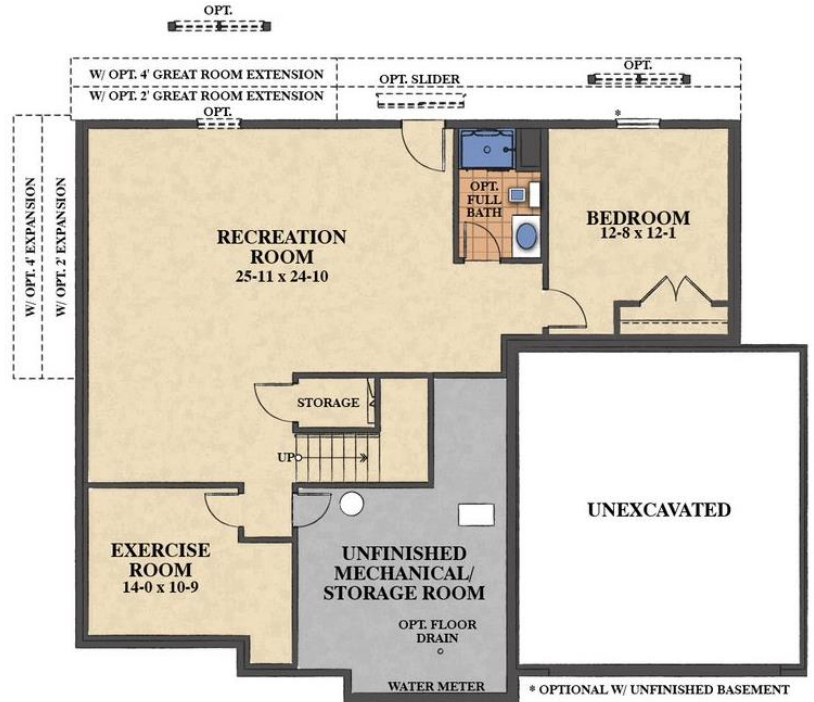 OPT.
W/ OPT. 4' GREAT ROOM EXTENSION
W/ OPT. 2' GREAT ROOM EXTENSION
OPT.
OPT. SLIDER
OPT.
*
W/ OPT. 4' EXPANSION
W/ OPT. 2' EXPANSION
RECREATION
ROOM
25-11 x 24-10
OPT.
FULL
BATH
BEDROOM
12-8 x 12-1
STORAGE
UP
EXERCISE
ROOM
14-0 x 10-9
UNFINISHED
MECHANICAL/
STORAGE ROOM
OPT. FLOOR
DRAIN
WATER METER
UNEXCAVATED
* OPTIONAL W/ UNFINISHED BASEMENT